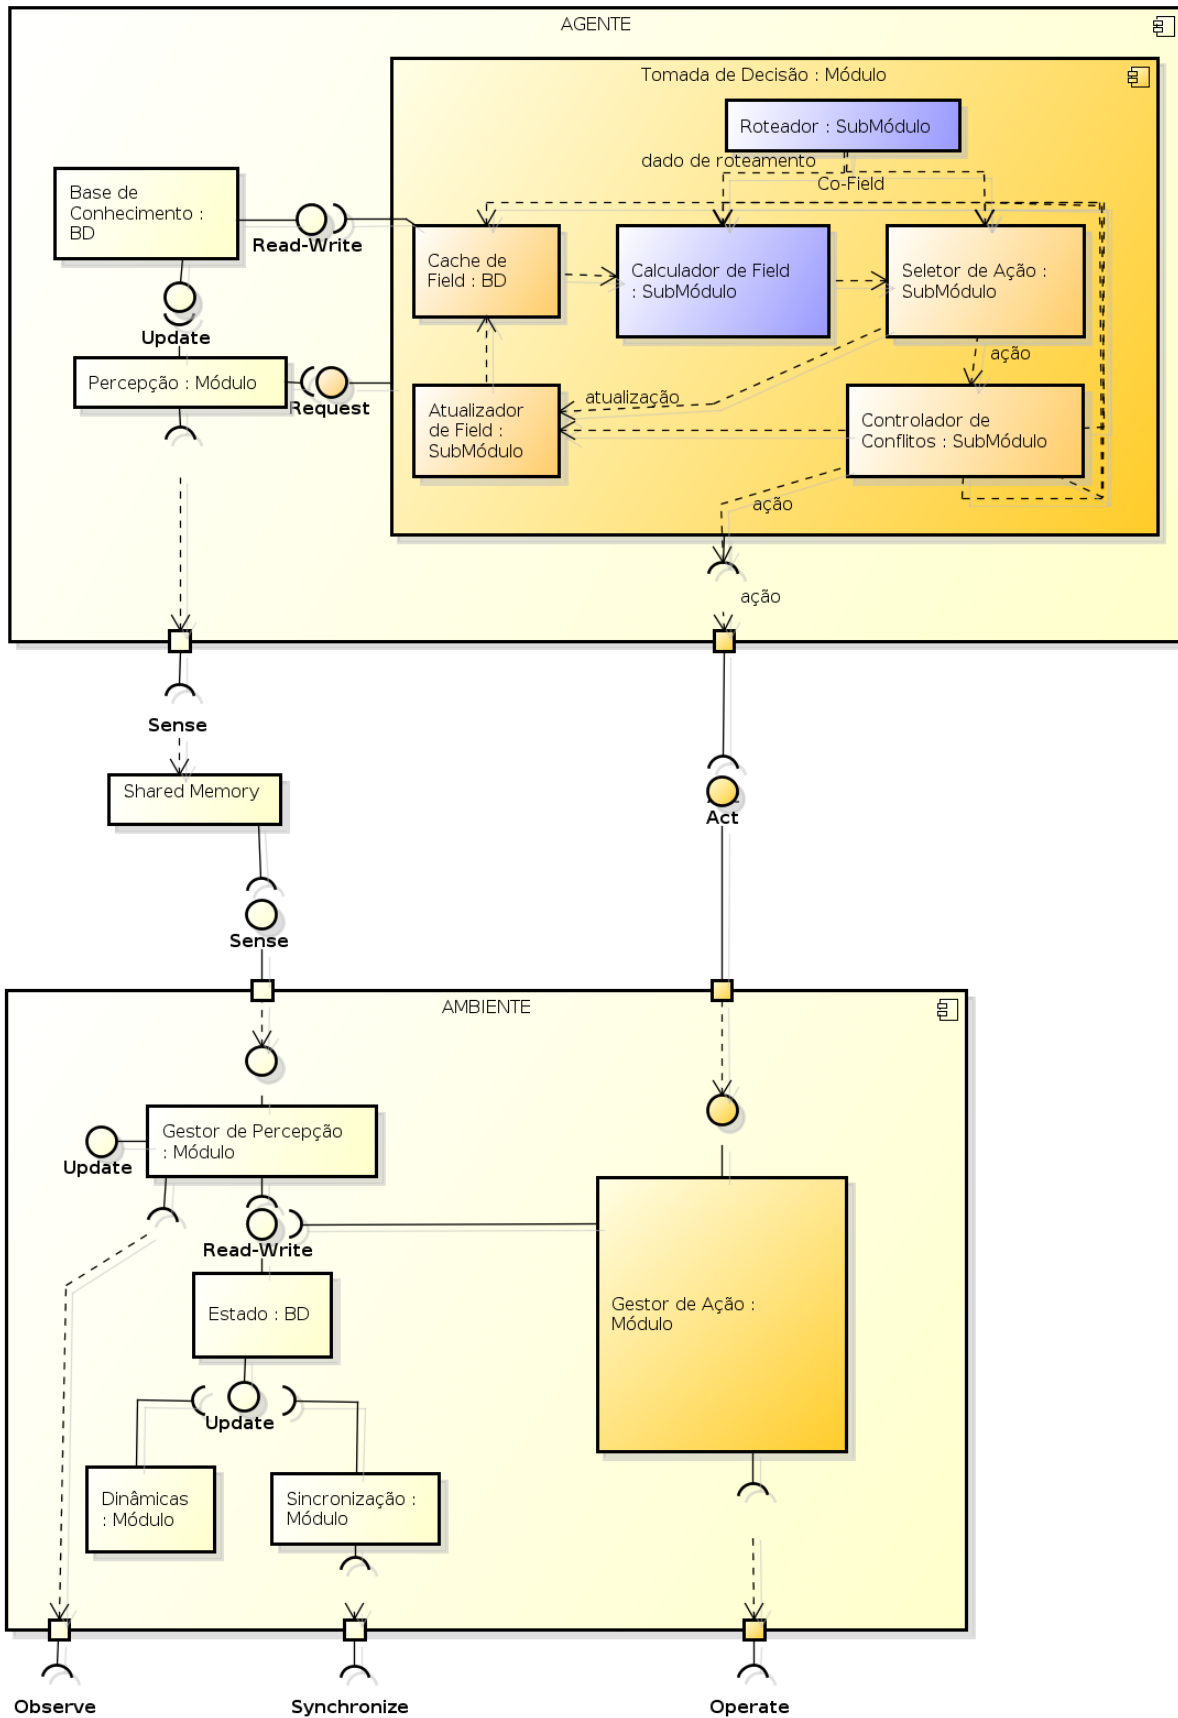 AGENTE
Tomada de Decisão : Módulo
Roteador : SubMódulo
dado de roteamento
Co-Field
Base de
Conhecimento :
BD
Read-Write
Cache de
Field : BD
Calculador de Field
: SubMódulo
Seletor de Ação :
SubMódulo
Update
ação
Percepção : Módulo
Request
atualização
Atualizador
de Field :
SubMódulo
Controlador de
Conflitos : SubMódulo
ação
ação
Sense
Shared Memory
Act
Sense
AMBIENTE
Gestor de Percepção
: Módulo
Update
Read-Write
Estado : BD
Gestor de Ação :
Módulo
Update
Dinâmicas
: Módulo
Sincronização :
Módulo
Observe
Synchronize
Operate